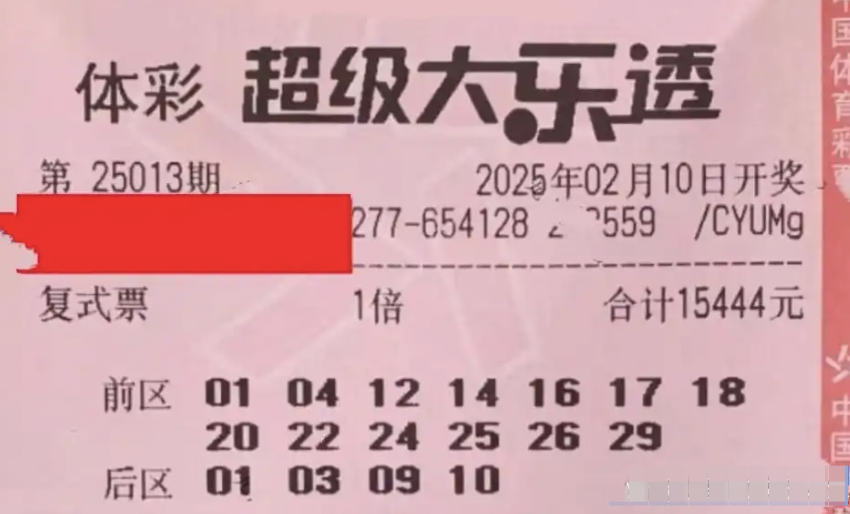 体彩 超级大乐透
第 25013期 2025年02月10日开奖
277-654128 559 /CYUMg
复式票 1倍 合计15444元
前区 01 04 12 14 16 17 18
20 22 24 25 26 29
后区 01 03 09 10
中国体育彩票
中国